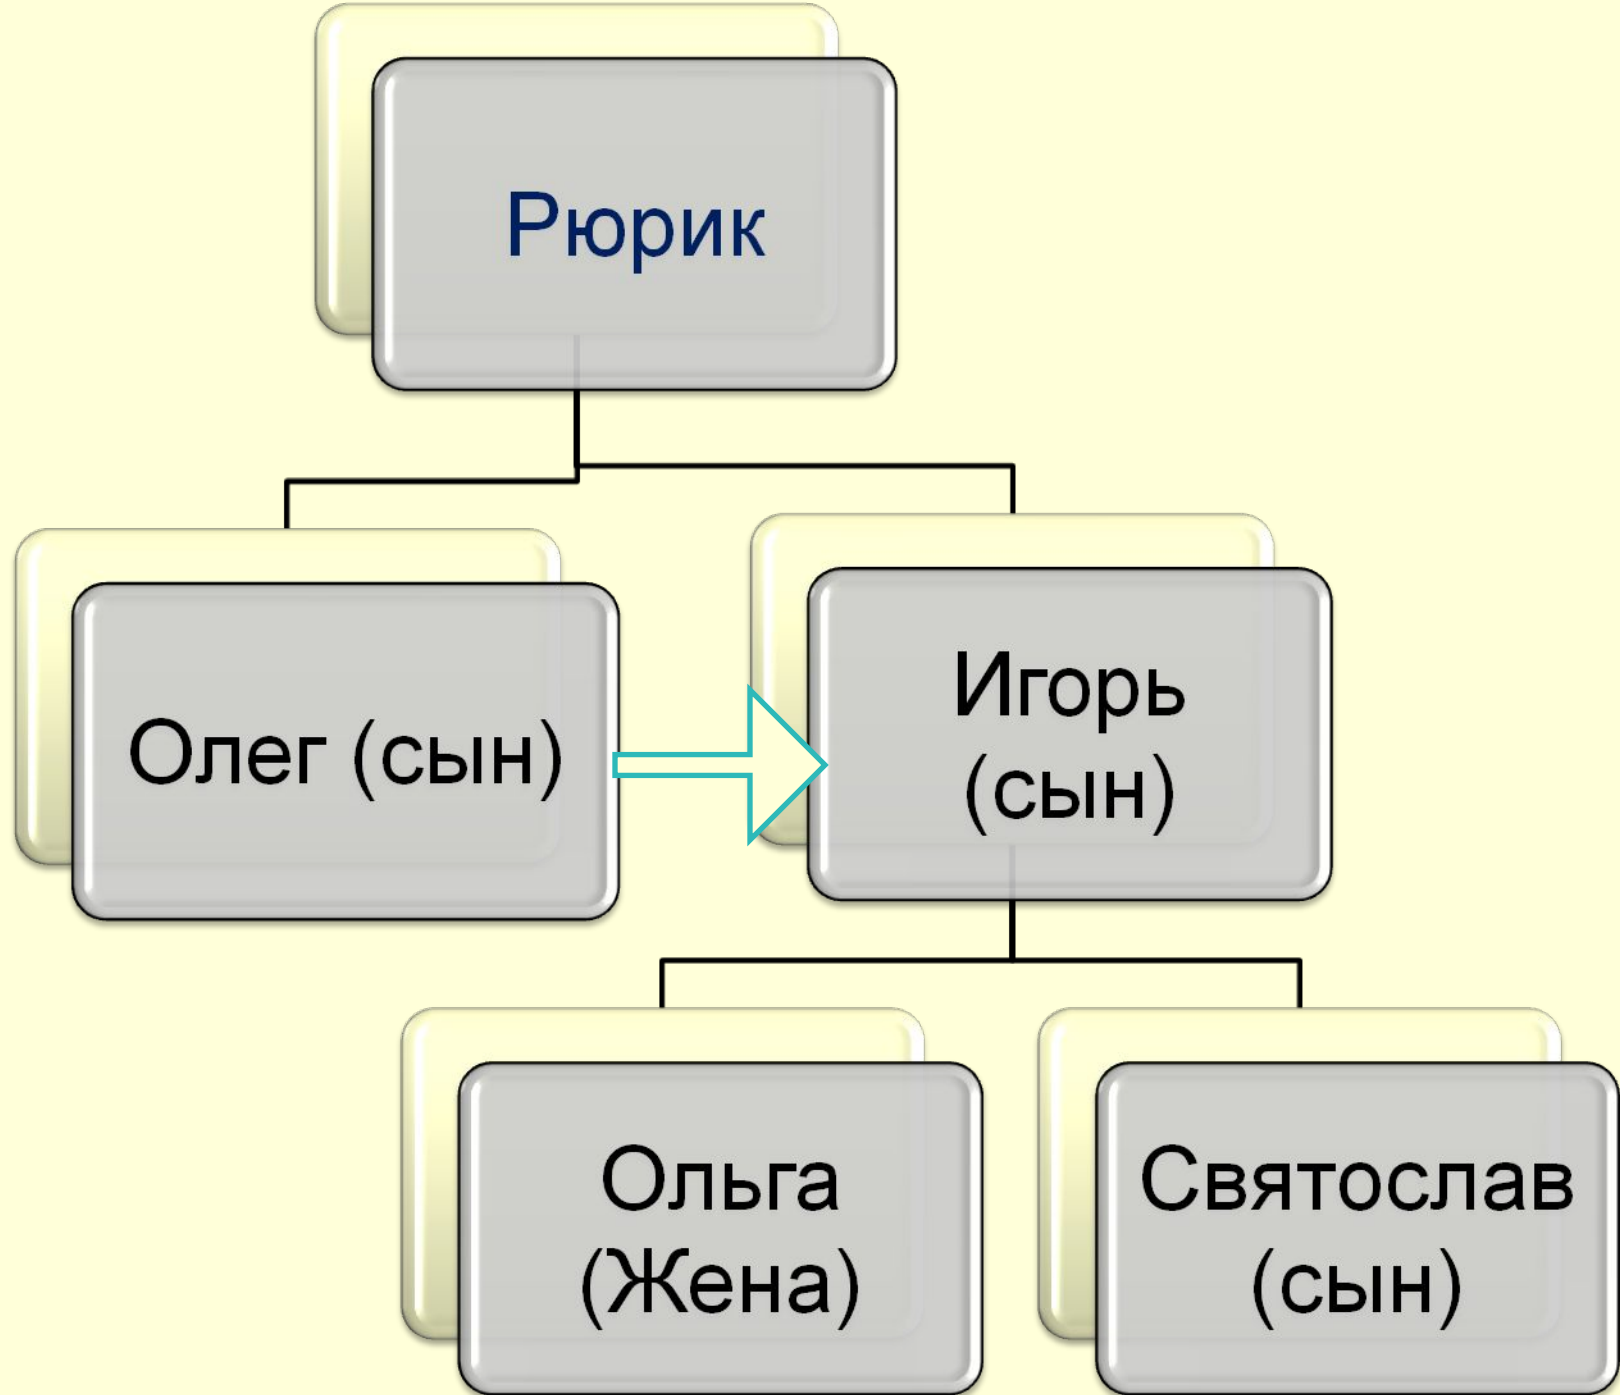 Рюрик
Олег (сын)
Игорь
(сын)
Ольга
(Жена)
Святослав
(сын)